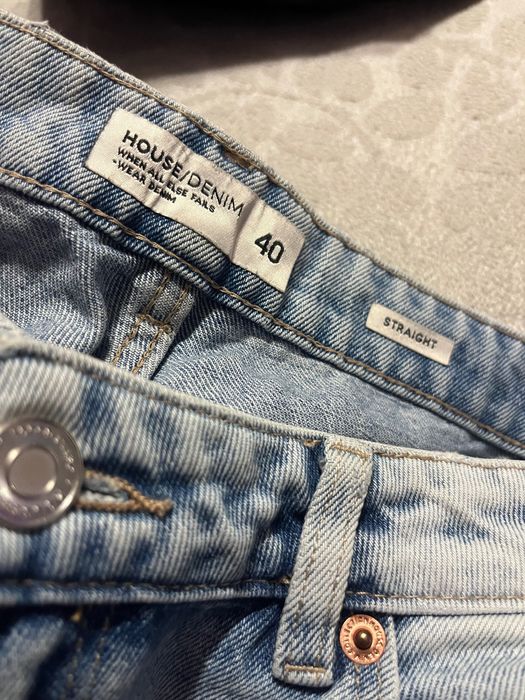 HOUSE/DENIM
WHEN ALL ELSE FAILS
-WEAR DENIM
40
STRAIGHT